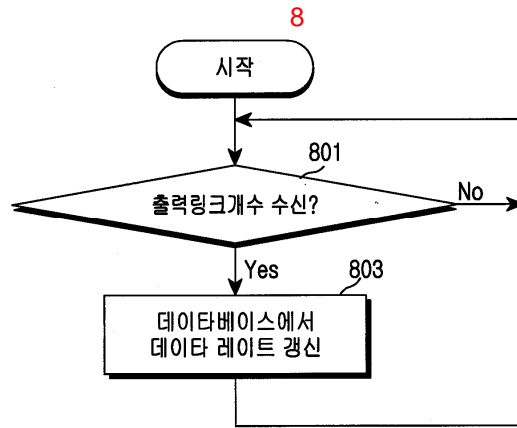 8
시작
801
출력링크개수 수신?
No
Yes
803
데이타베이스에서
데이타 레이트 갱신